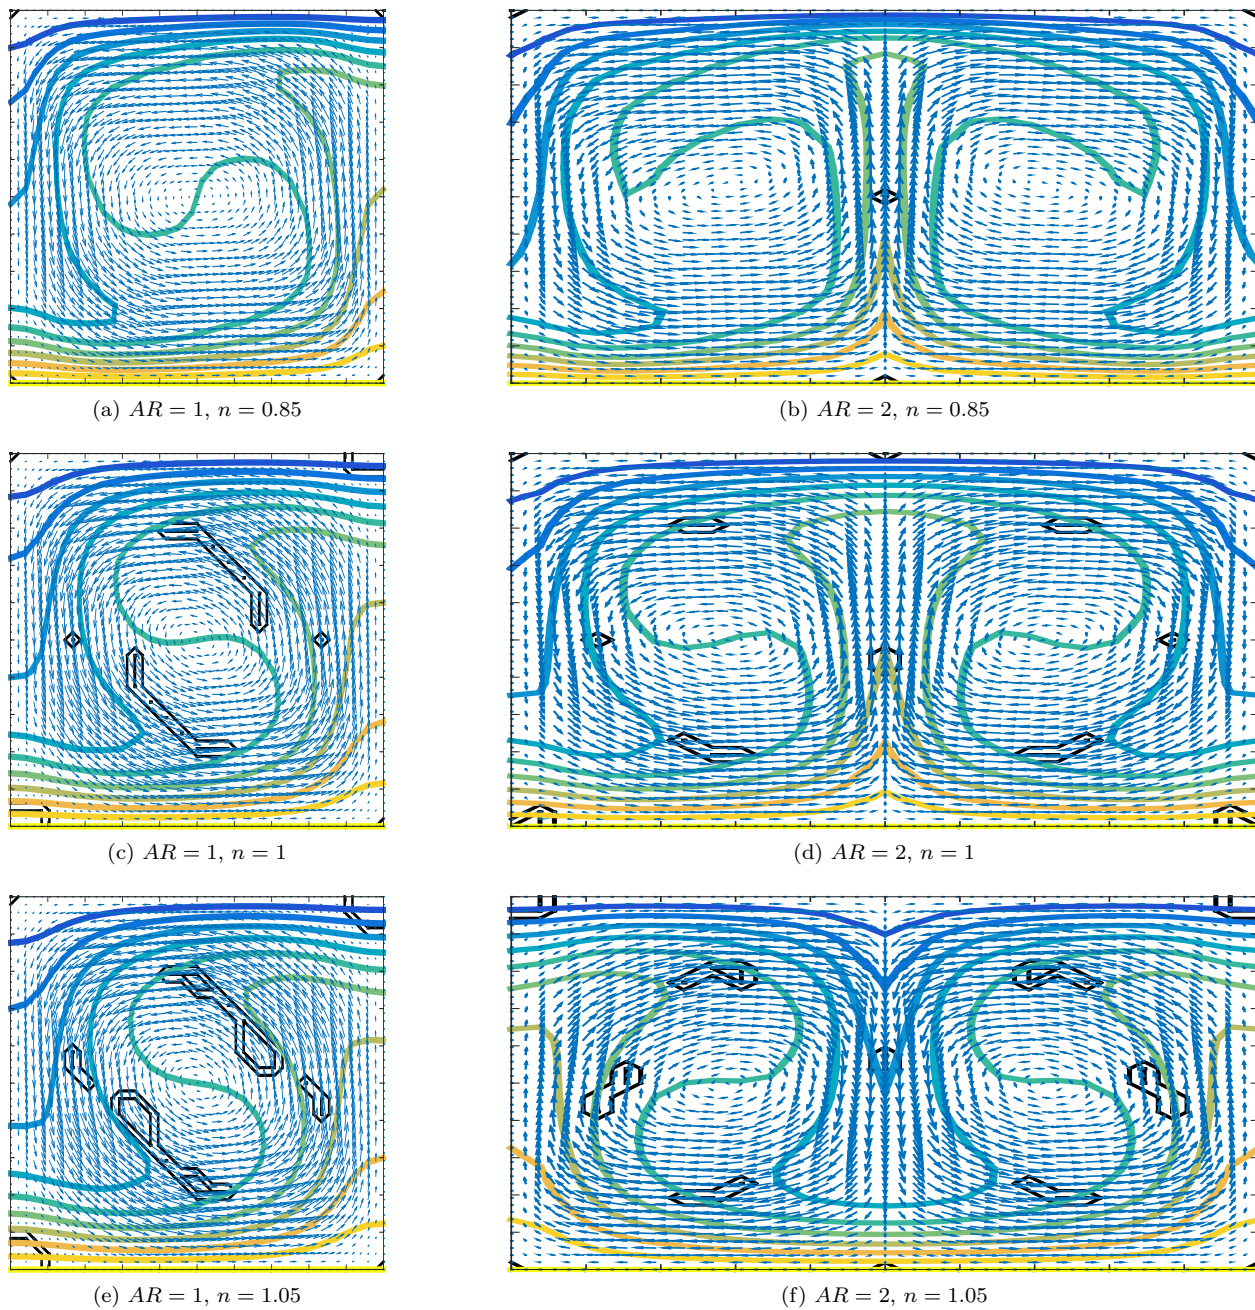 (a) AR = 1, n = 0.85
(b) AR = 2, n = 0.85
(c) AR = 1, n = 1
(d) AR = 2, n = 1
(e) AR = 1, n = 1.05
(f) AR = 2, n = 1.05